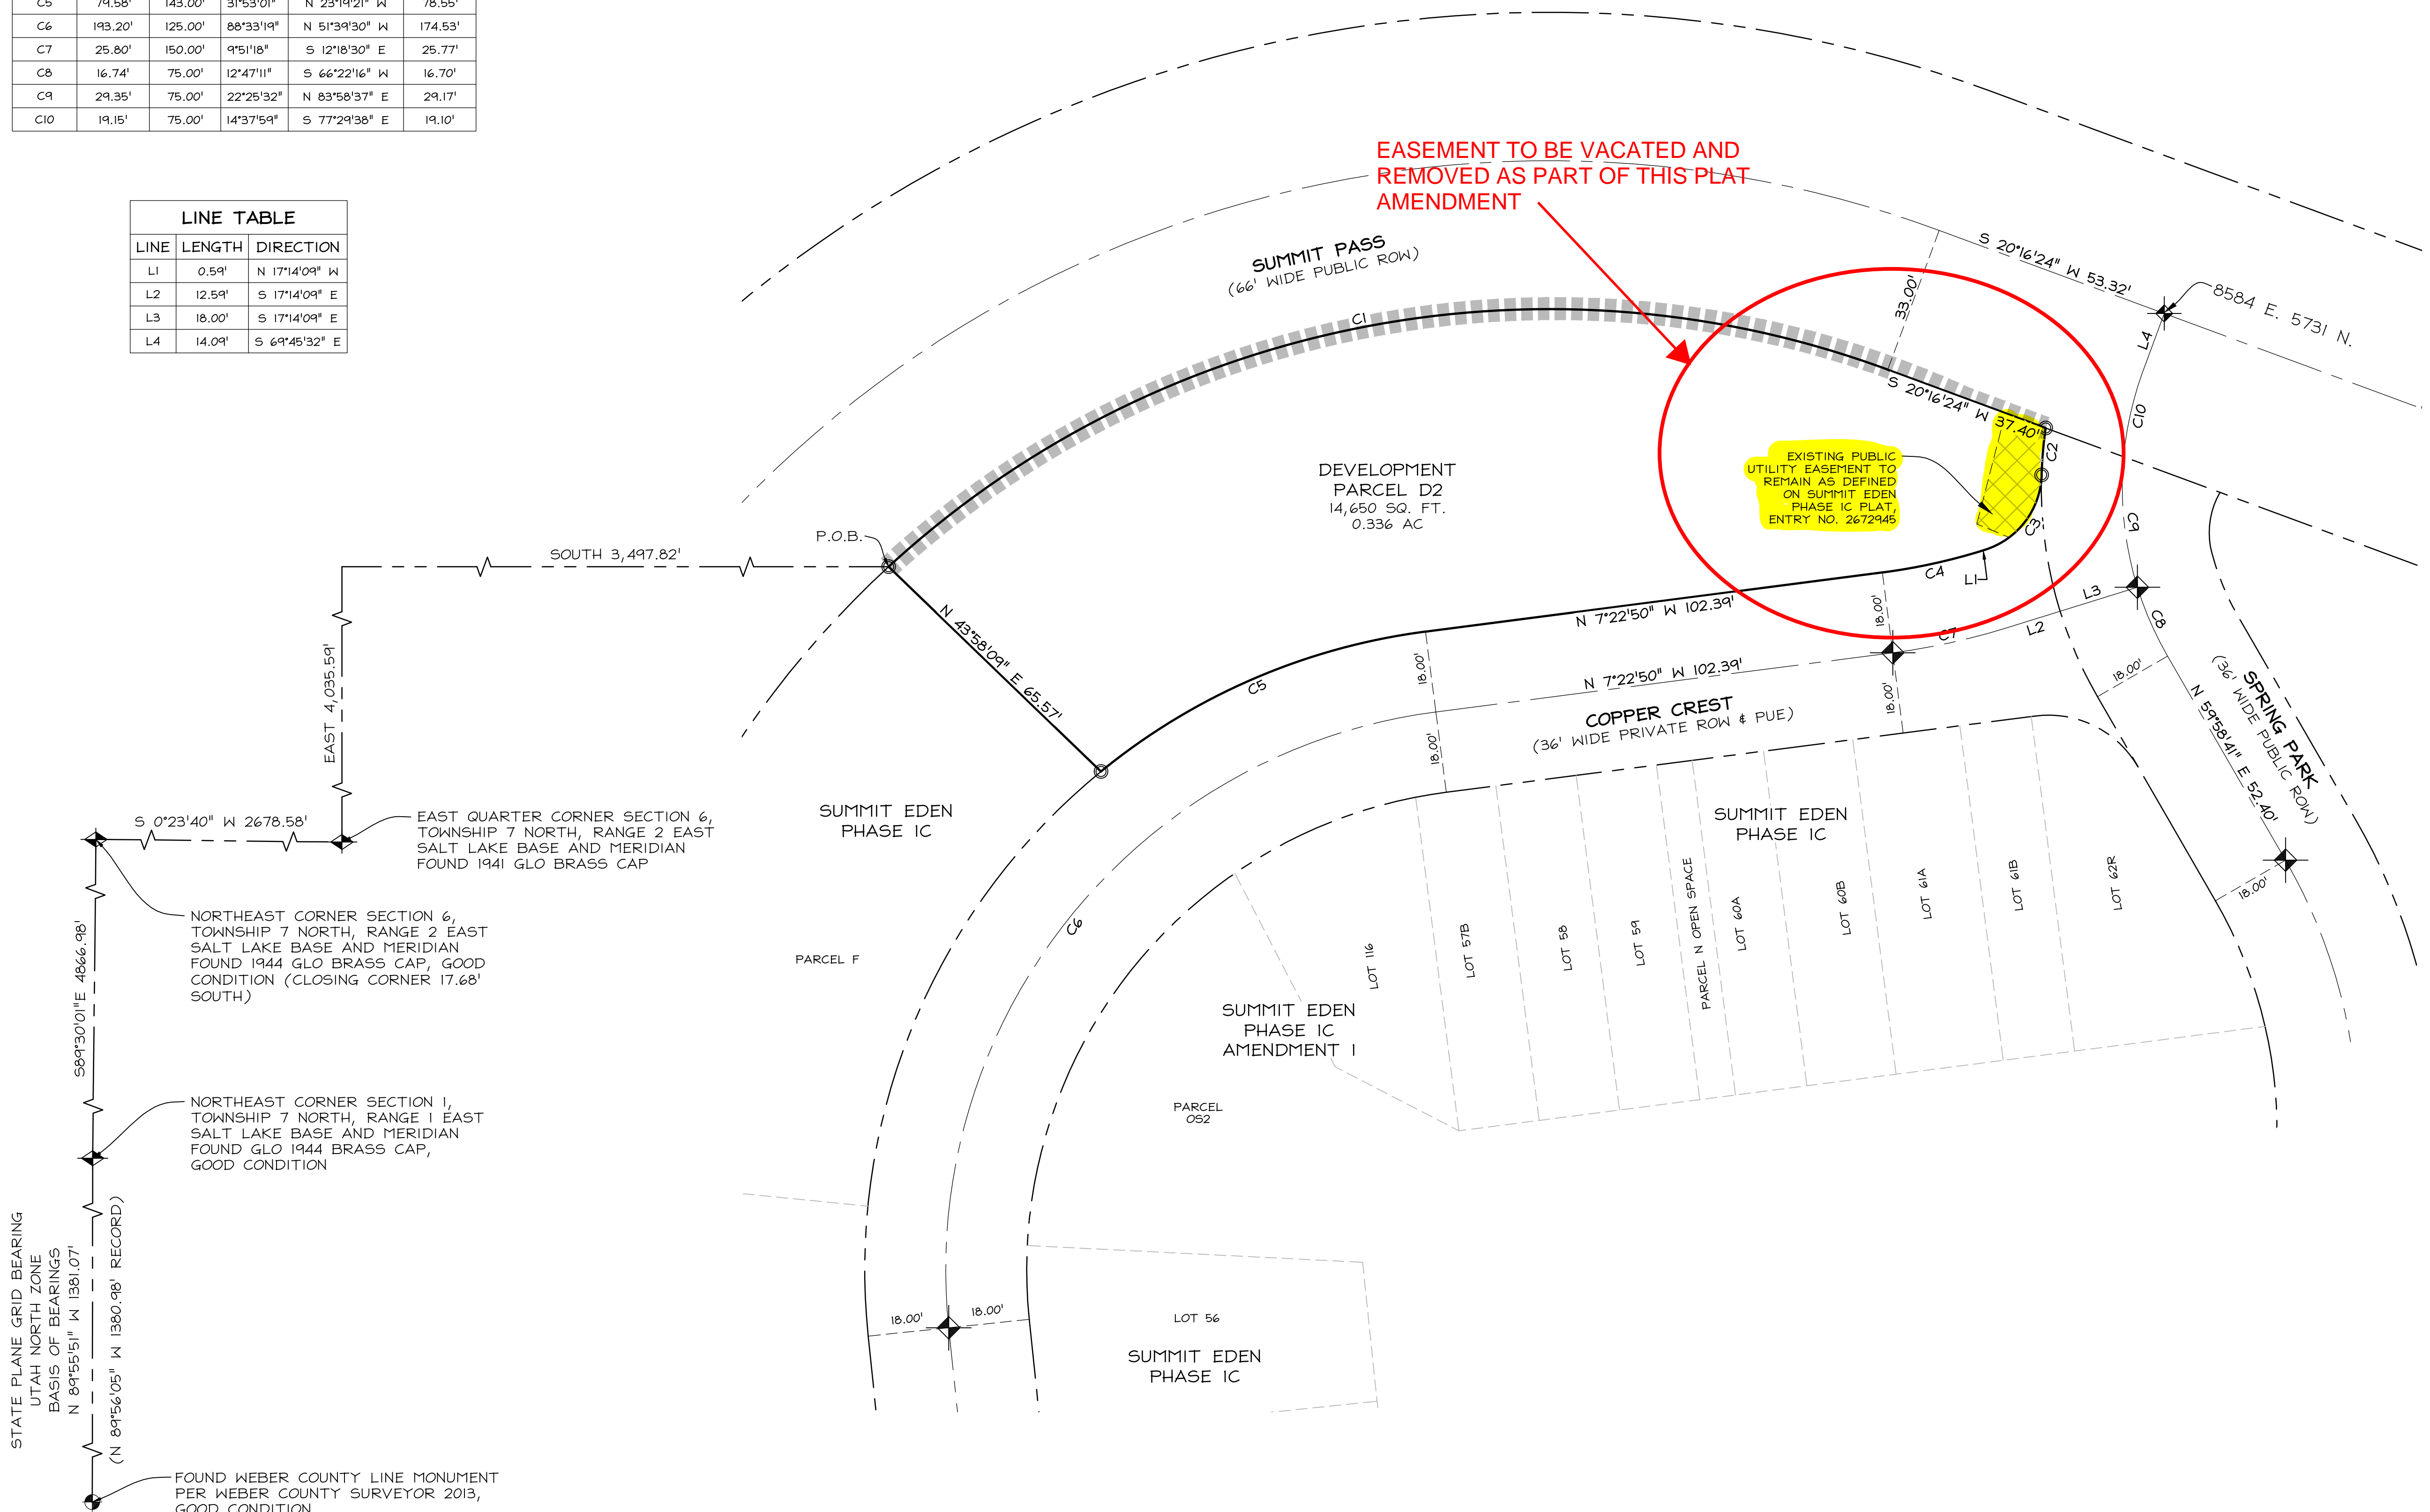 C5 79.58' 143.00' 31°53'01" N 23°19'21" W 78.55'
C6 193.20' 125.00' 88°33'19" N 51°39'30" W 174.53'
C7 25.80' 150.00' 9°51'18" S 12°18'30" E 25.77'
C8 16.74' 75.00' 12°47'11" S 66°22'16" W 16.70'
C9 29.35' 75.00' 22°25'32" N 83°58'37" E 29.17'
C10 19.15' 75.00' 14°37'59" S 77°29'38" E 19.10'
LINE TABLE
LINE LENGTH DIRECTION
L1 0.59' N 17°14'09" W
L2 12.59' S 17°14'09" E
L3 18.00' S 17°14'09" E
L4 14.09' S 69°45'32" E
EASEMENT TO BE VACATED AND
REMOVED AS PART OF THIS PLAT
AMENDMENT
SUMMIT PASS
(66' WIDE PUBLIC ROW)
C1
33.00'
S 20°16'24" W 53.32'
8584 E. 5731 N.
L4
C10
S 20°16'24" W 37.40'
C2
C3
C9
EXISTING PUBLIC
UTILITY EASEMENT TO
REMAIN AS DEFINED
ON SUMMIT EDEN
PHASE 1C PLAT,
ENTRY NO. 2672945
DEVELOPMENT
PARCEL D2
14,650 SQ. FT.
0.336 AC
P.O.B.
SOUTH 3,497.82'
EAST 4,035.59'
N 43°58'09" E 65.57'
C5
N 7°22'50" W 102.39'
C4
L1
18.00'
18.00'
18.00'
18.00'
N 7°22'50" W 102.39'
C7
L2
L3
C8
COPPER CREST
(36' WIDE PRIVATE ROW & PUE)
18.00'
SPRING PARK
(36' WIDE PUBLIC ROW)
N 59°58'41" E 52.40'
18.00'
S 0°23'40" W 2678.58'
EAST QUARTER CORNER SECTION 6,
TOWNSHIP 7 NORTH, RANGE 2 EAST
SALT LAKE BASE AND MERIDIAN
FOUND 1941 GLO BRASS CAP
SUMMIT EDEN
PHASE 1C
SUMMIT EDEN
PHASE 1C
NORTHEAST CORNER SECTION 6,
TOWNSHIP 7 NORTH, RANGE 2 EAST
SALT LAKE BASE AND MERIDIAN
FOUND 1944 GLO BRASS CAP, GOOD
CONDITION (CLOSING CORNER 17.68'
SOUTH)
S89°30'01"E 4866.98'
PARCEL F
C6
LOT 116
LOT 57B
LOT 58
LOT 59
PARCEL N OPEN SPACE
LOT 60A
LOT 60B
LOT 61A
LOT 61B
LOT 62R
SUMMIT EDEN
PHASE 1C
AMENDMENT 1
PARCEL
OS2
NORTHEAST CORNER SECTION 1,
TOWNSHIP 7 NORTH, RANGE 1 EAST
SALT LAKE BASE AND MERIDIAN
FOUND GLO 1944 BRASS CAP,
GOOD CONDITION
STATE PLANE GRID BEARING
UTAH NORTH ZONE
BASIS OF BEARINGS
N 89°55'51" W 1381.07'
(N 89°56'05" W 1380.98' RECORD)
18.00'
18.00'
LOT 56
SUMMIT EDEN
PHASE 1C
FOUND WEBER COUNTY LINE MONUMENT
PER WEBER COUNTY SURVEYOR 2013,
GOOD CONDITION